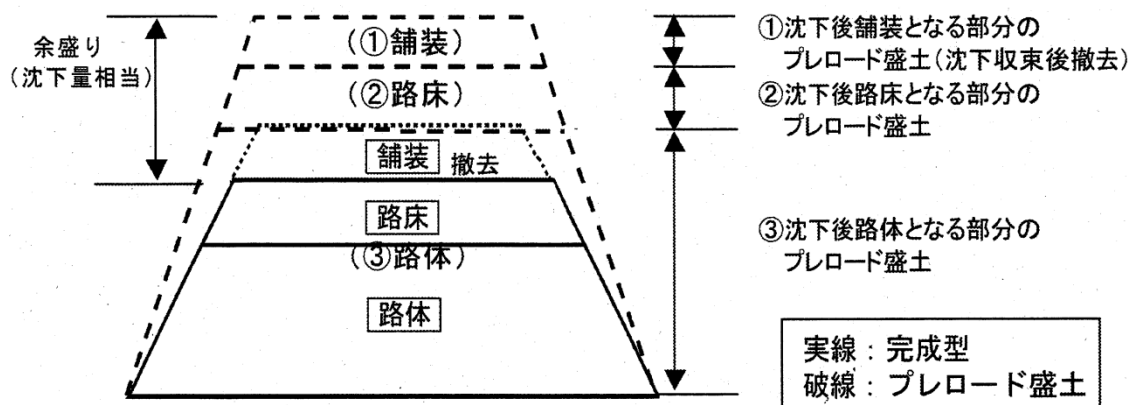 余盛り
(沈下量相当)
(①舗装)
(②路床)
舗装 撤去
路床
(③路体)
路体
①沈下後舗装となる部分の
プレロード盛土(沈下収束後撤去)
②沈下後路床となる部分の
プレロード盛土
③沈下後路体となる部分の
プレロード盛土
実線：完成型
破線：プレロード盛土